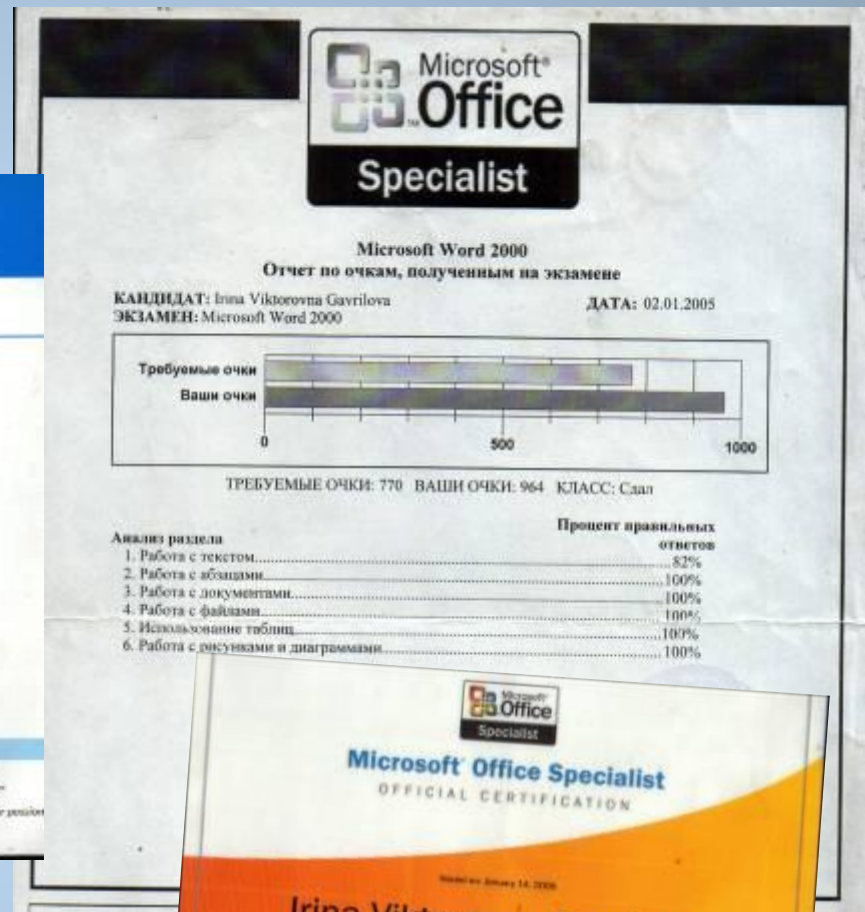 Microsoft®
Office
Specialist
Microsoft Word 2000
Отчет по очкам, полученным на экзамене
КАНДИДАТ: Irina Viktorovna Gavrilova ДАТА: 02.01.2005
ЭКЗАМЕН: Microsoft Word 2000
Требуемые очки
Ваши очки
0 500 1000
ТРЕБУЕМЫЕ ОЧКИ: 770 ВАШИ ОЧКИ: 964 КЛАСС: Сдал
Анализ раздела Процент правильных ответов
1. Работа с текстом 82%
2. Работа с абзацами 100%
3. Работа с документами 100%
4. Работа с файлами 100%
5. Использование таблиц 100%
6. Работа с рисунками и диаграммами 100%
Microsoft
Office
Specialist
Microsoft Office Specialist
OFFICIAL CERTIFICATION
Irina